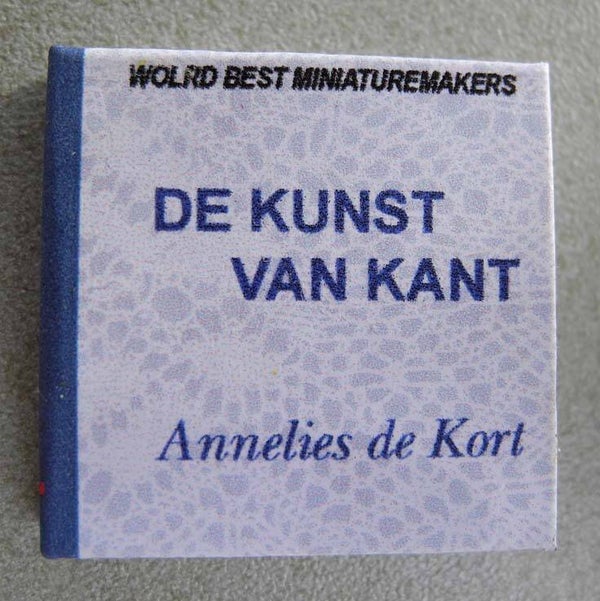 WOLRD BEST MINIATUREMAKERS
DE KUNST
VAN KANT
Annelies de Kort